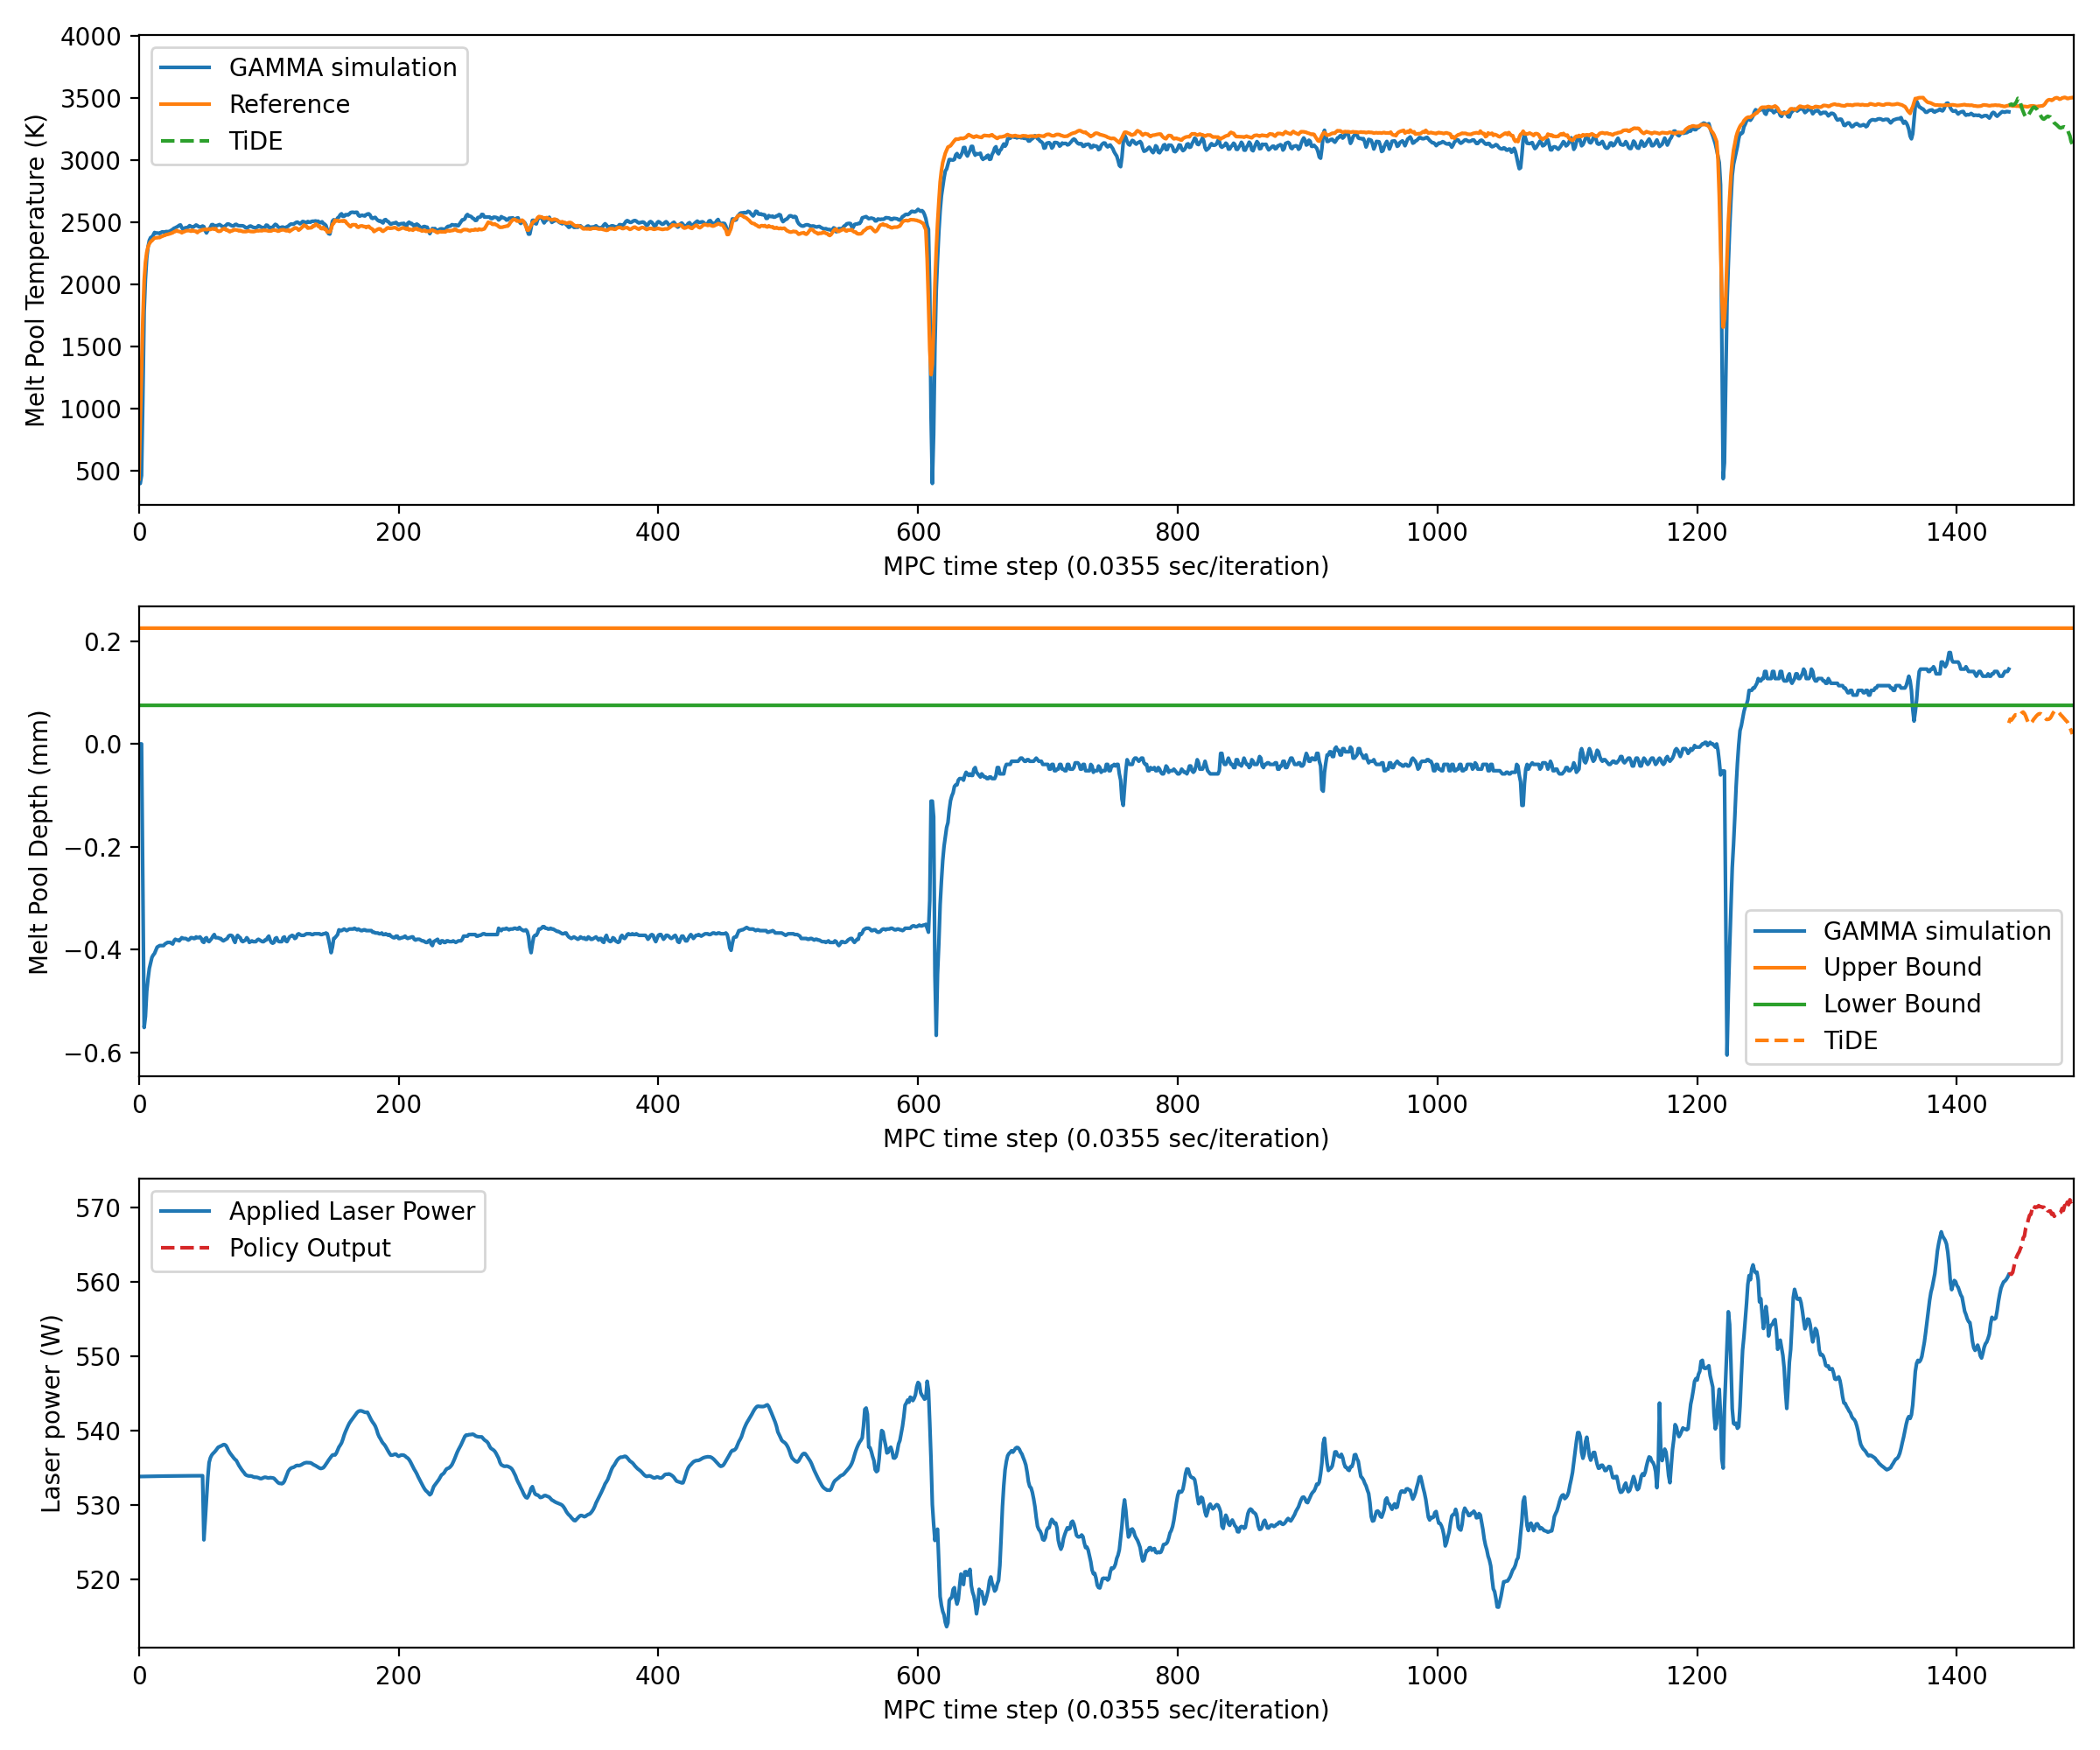 4000
3500
3000
2500
2000
1500
1000
500
Melt Pool Temperature (K)
GAMMA simulation
Reference
TiDE
0 200 400 600 800 1000 1200 1400
MPC time step (0.0355 sec/iteration)
0.2
0.0
−0.2
−0.4
−0.6
Melt Pool Depth (mm)
GAMMA simulation
Upper Bound
Lower Bound
TiDE
0 200 400 600 800 1000 1200 1400
MPC time step (0.0355 sec/iteration)
570
560
550
540
530
520
Laser power (W)
Applied Laser Power
Policy Output
0 200 400 600 800 1000 1200 1400
MPC time step (0.0355 sec/iteration)